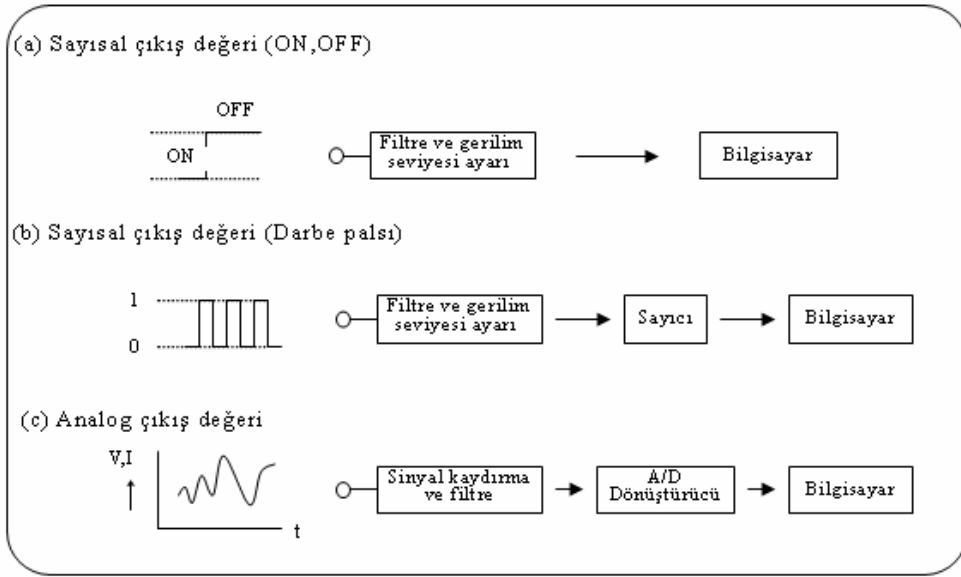 (a) Sayısal çıkış değeri (ON,OFF)
OFF
ON
Filtre ve gerilim
seviyesi ayarı
Bilgisayar
(b) Sayısal çıkış değeri (Darbe palsı)
1
0
Filtre ve gerilim
seviyesi ayarı
Sayıcı
Bilgisayar
(c) Analog çıkış değeri
V,I
t
Sinyal kaydırma
ve filtre
A/D
Dönüştürücü
Bilgisayar